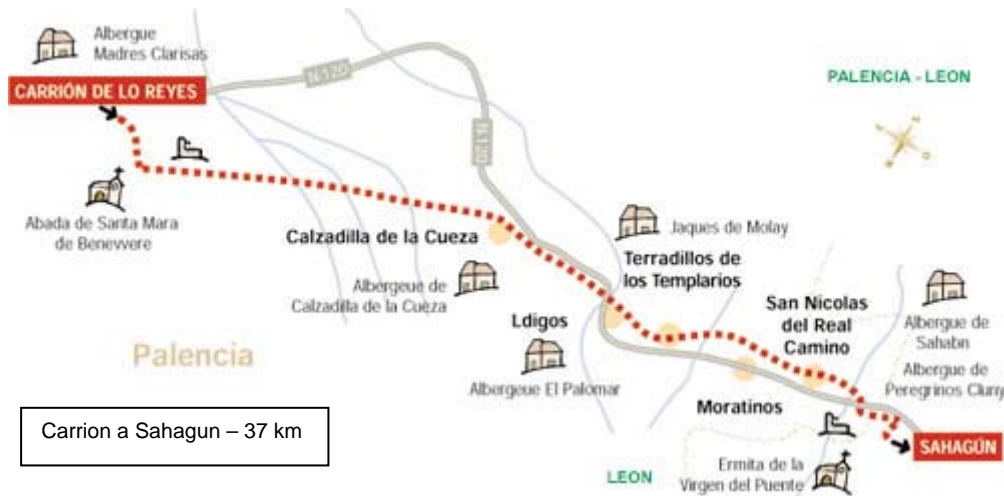 Albergue
Madres Clarisas
CARRIÓN DE LO REYES
N120
N120
PALENCIA - LEON
Abada de Santa Mara
de Benevvere
Calzadilla de la Cueza
Albergeue de
Calzadilla de la Cueza
Jaques de Molay
Terradillos de
los Templarios
Ldigos
Albergeue El Palomar
San Nicolas
del Real
Camino
Albergue de
Sahabn
Albergue de
Peregrinos Cluny
Palencia
Moratinos
Carrion a Sahagun – 37 km
SAHAGÚN
LEON
Ermita de la
Virgen del Puente